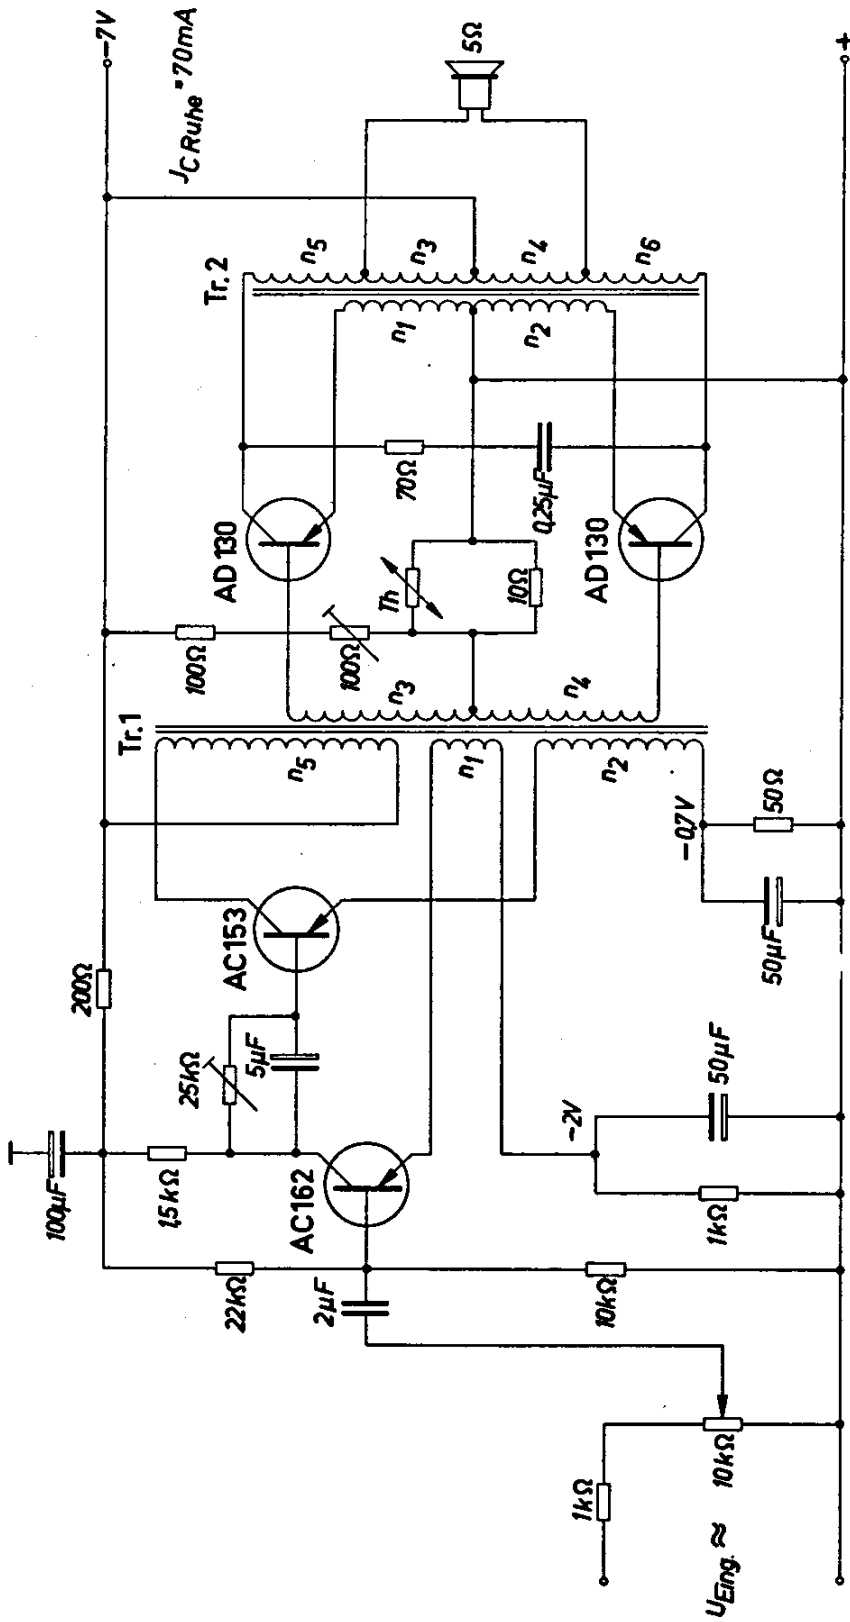 –7V
J_C Ruhe = 70mA
5Ω
+
Tr. 2
n5
n3
n4
n6
n1
n2
70Ω
0,25µF
AD130
AD130
Th
10Ω
100Ω
100Ω
Tr.1
n3
n4
n5
n1
n2
–0,7V
50Ω
50µF
AC153
200Ω
25kΩ
5µF
–2V
50µF
1kΩ
100µF
1,5kΩ
AC162
22kΩ
2µF
10kΩ
10kΩ
1kΩ
U_Eing. ≈